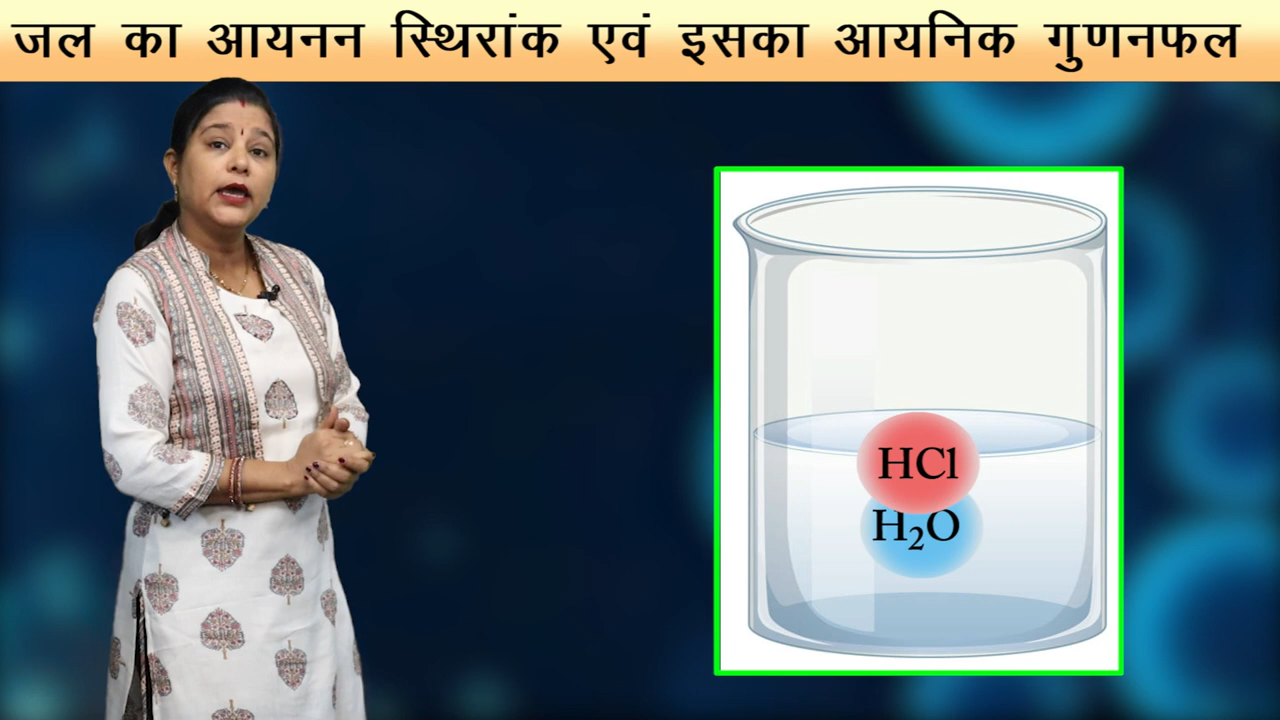 जल का आयनन स्थिरांक एवं इसका आयनिक गुणनफल
HCl
H₂O